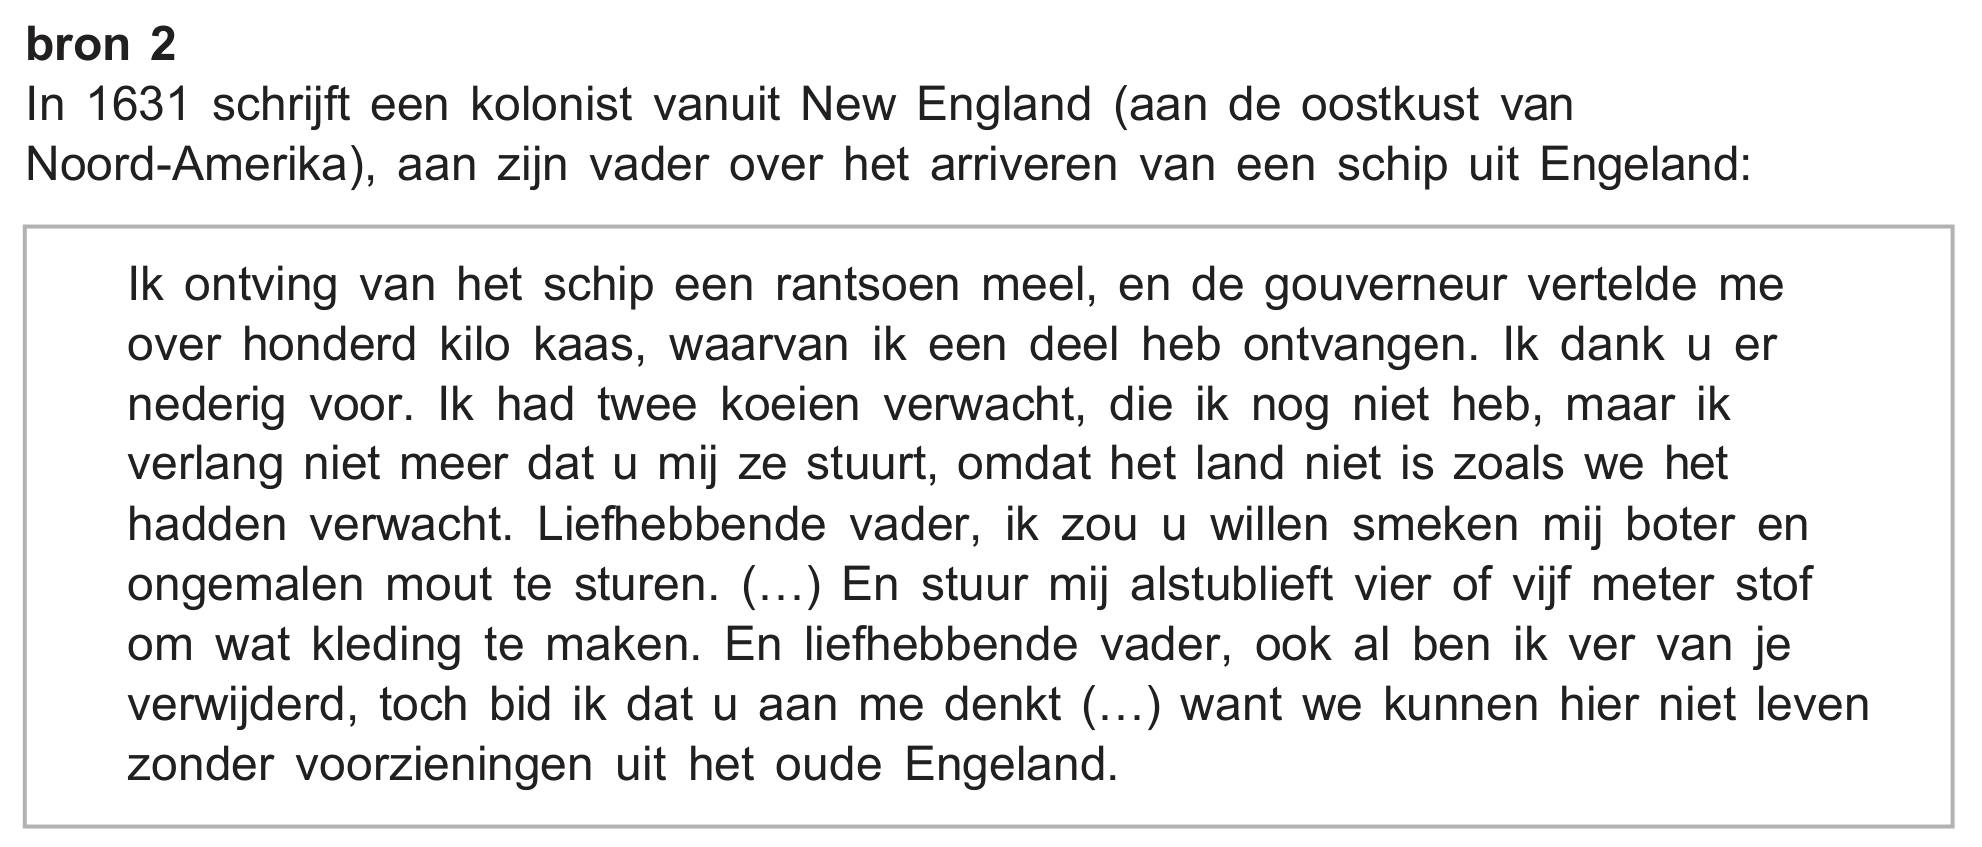 bron 2
In 1631 schrijft een kolonist vanuit New England (aan de oostkust van
Noord-Amerika), aan zijn vader over het arriveren van een schip uit Engeland:
Ik ontving van het schip een rantsoen meel, en de gouverneur vertelde me
over honderd kilo kaas, waarvan ik een deel heb ontvangen. Ik dank u er
nederig voor. Ik had twee koeien verwacht, die ik nog niet heb, maar ik
verlang niet meer dat u mij ze stuurt, omdat het land niet is zoals we het
hadden verwacht. Liefhebbende vader, ik zou u willen smeken mij boter en
ongemalen mout te sturen. (…) En stuur mij alstublieft vier of vijf meter stof
om wat kleding te maken. En liefhebbende vader, ook al ben ik ver van je
verwijderd, toch bid ik dat u aan me denkt (…) want we kunnen hier niet leven
zonder voorzieningen uit het oude Engeland.